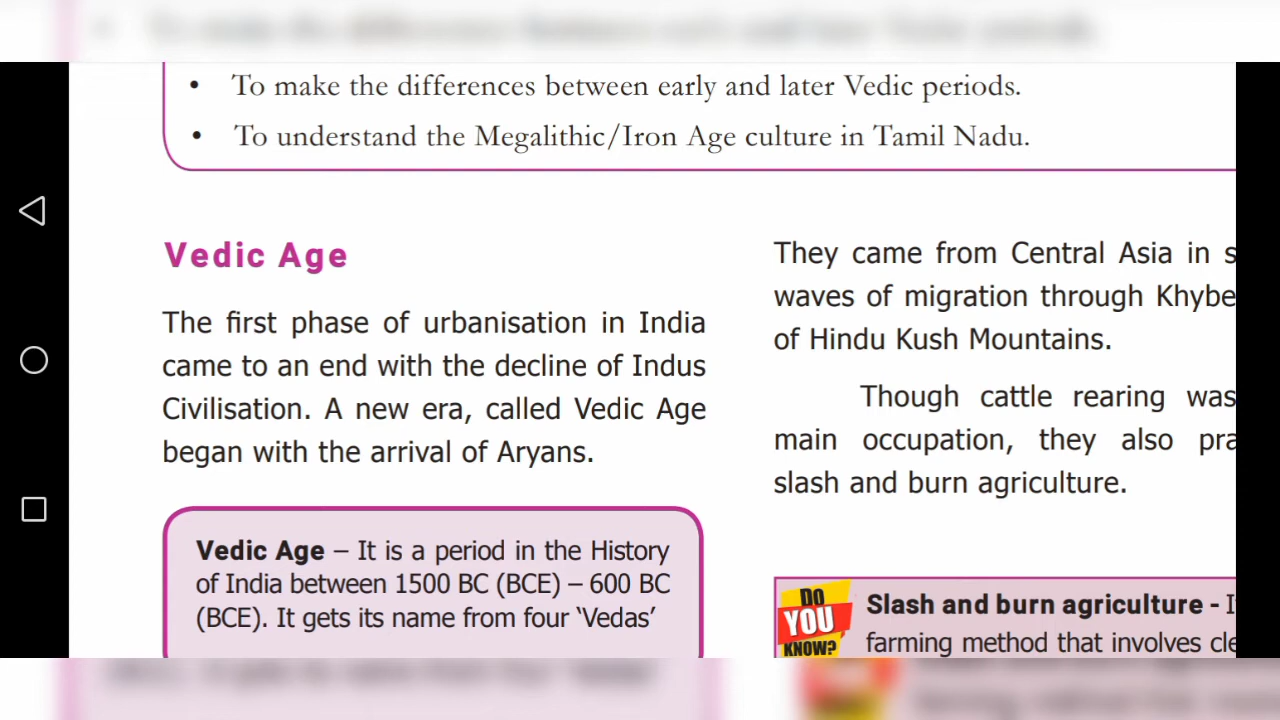 • To make the differences between early and later Vedic periods.
• To understand the Megalithic/Iron Age culture in Tamil Nadu.
Vedic Age
The first phase of urbanisation in India
came to an end with the decline of Indus
Civilisation. A new era, called Vedic Age
began with the arrival of Aryans.
Vedic Age – It is a period in the History
of India between 1500 BC (BCE) – 600 BC
(BCE). It gets its name from four ‘Vedas’
They came from Central Asia in
waves of migration through
of Hindu Kush Mountains.
Though cattle rearing was
main occupation, they also
slash and burn agriculture.
DO
YOU
KNOW?
Slash and burn agriculture -
farming method that involves